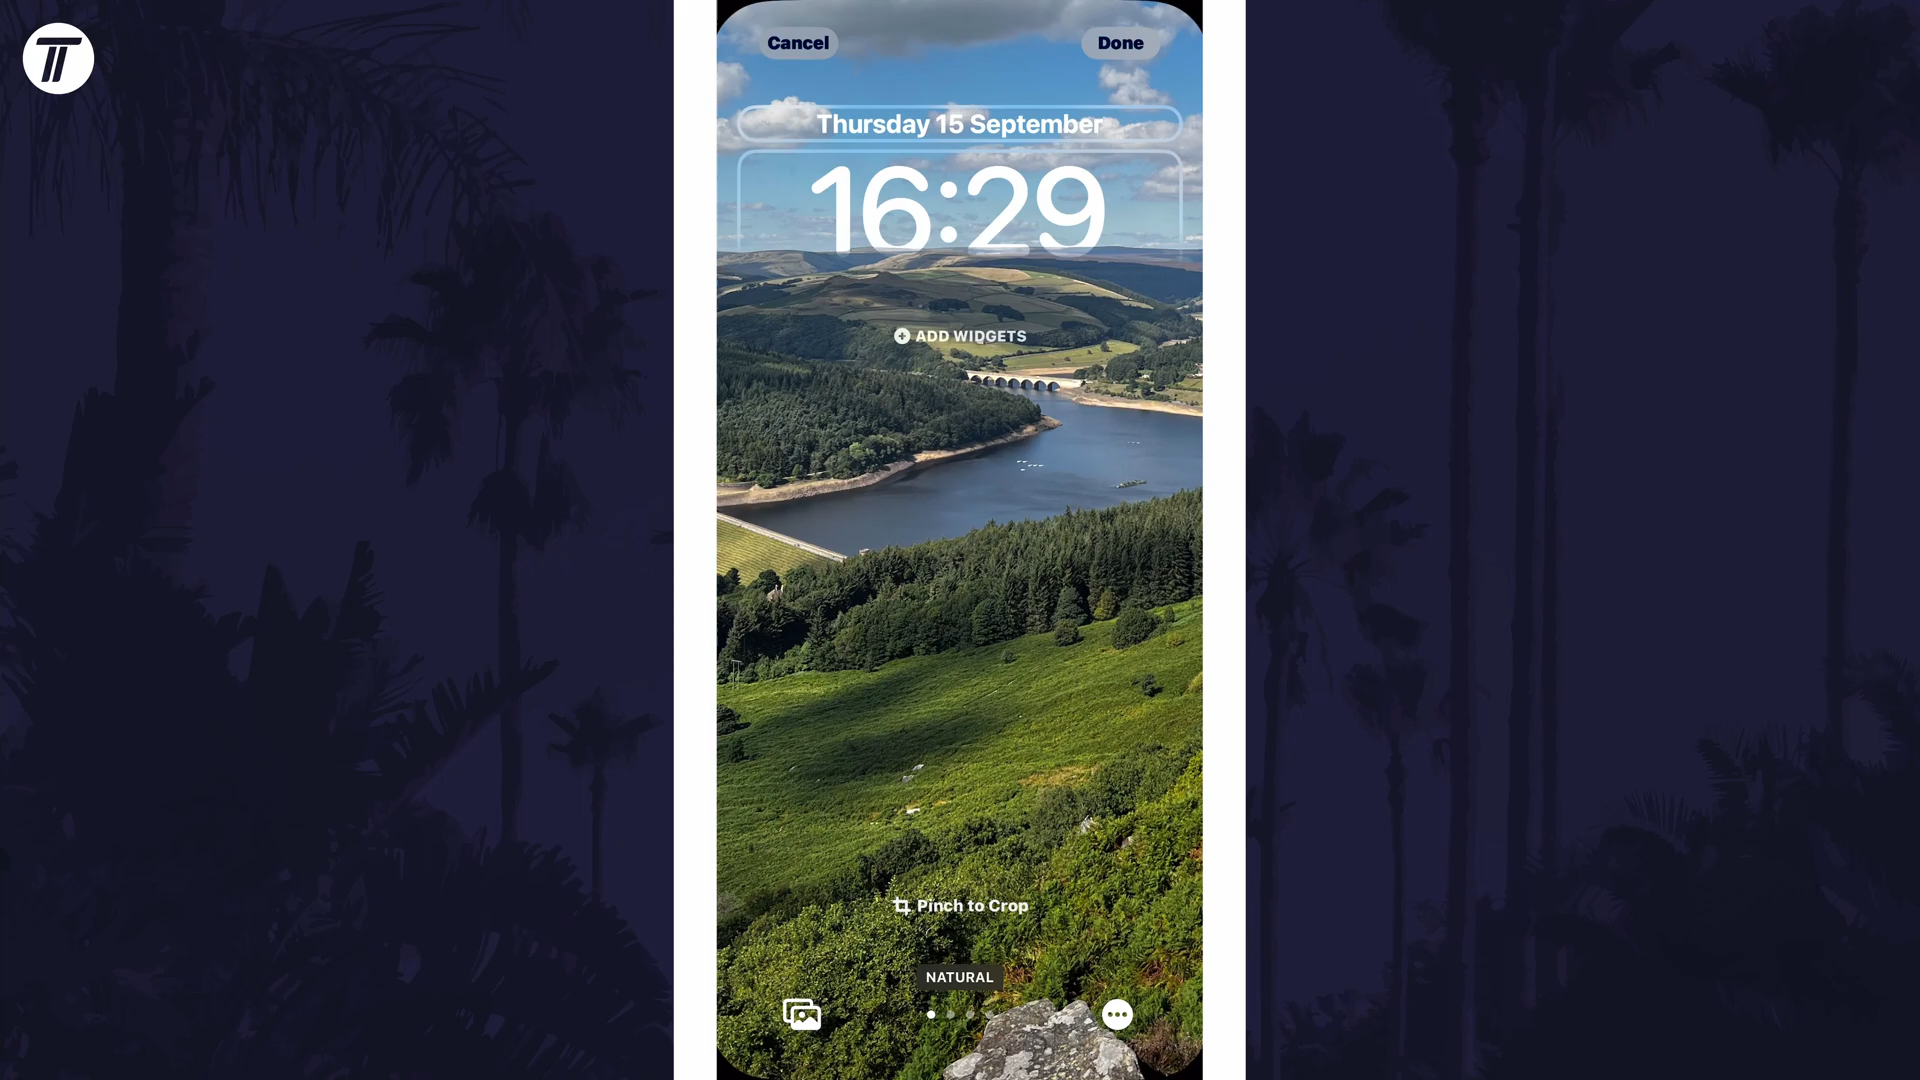 Cancel
Done
Thursday 15 September
16:29
ADD WIDGETS
Pinch to Crop
NATURAL